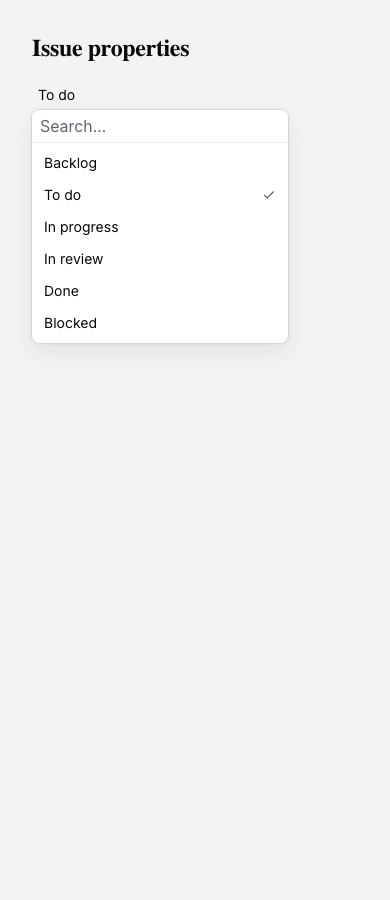 Issue properties
To do
Search...
Backlog
To do
In progress
In review
Done
Blocked